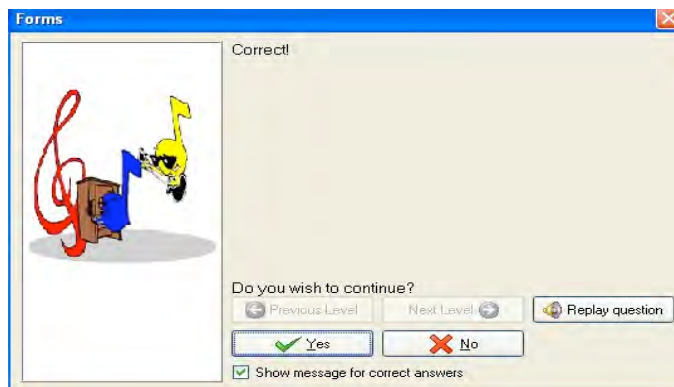 Forms
Correct!
Do you wish to continue?
Previous Level
Next Level
Replay question
Yes
No
Show message for correct answers